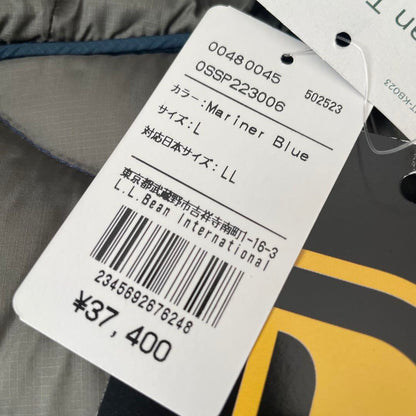 00480045
0SSP223006
502523
カラー:Mariner Blue
サイズ:L
対応日本サイズ:LL
東京都武蔵野市吉祥寺南町1-16-3
L.L.Bean International
2345692676248
¥37,400